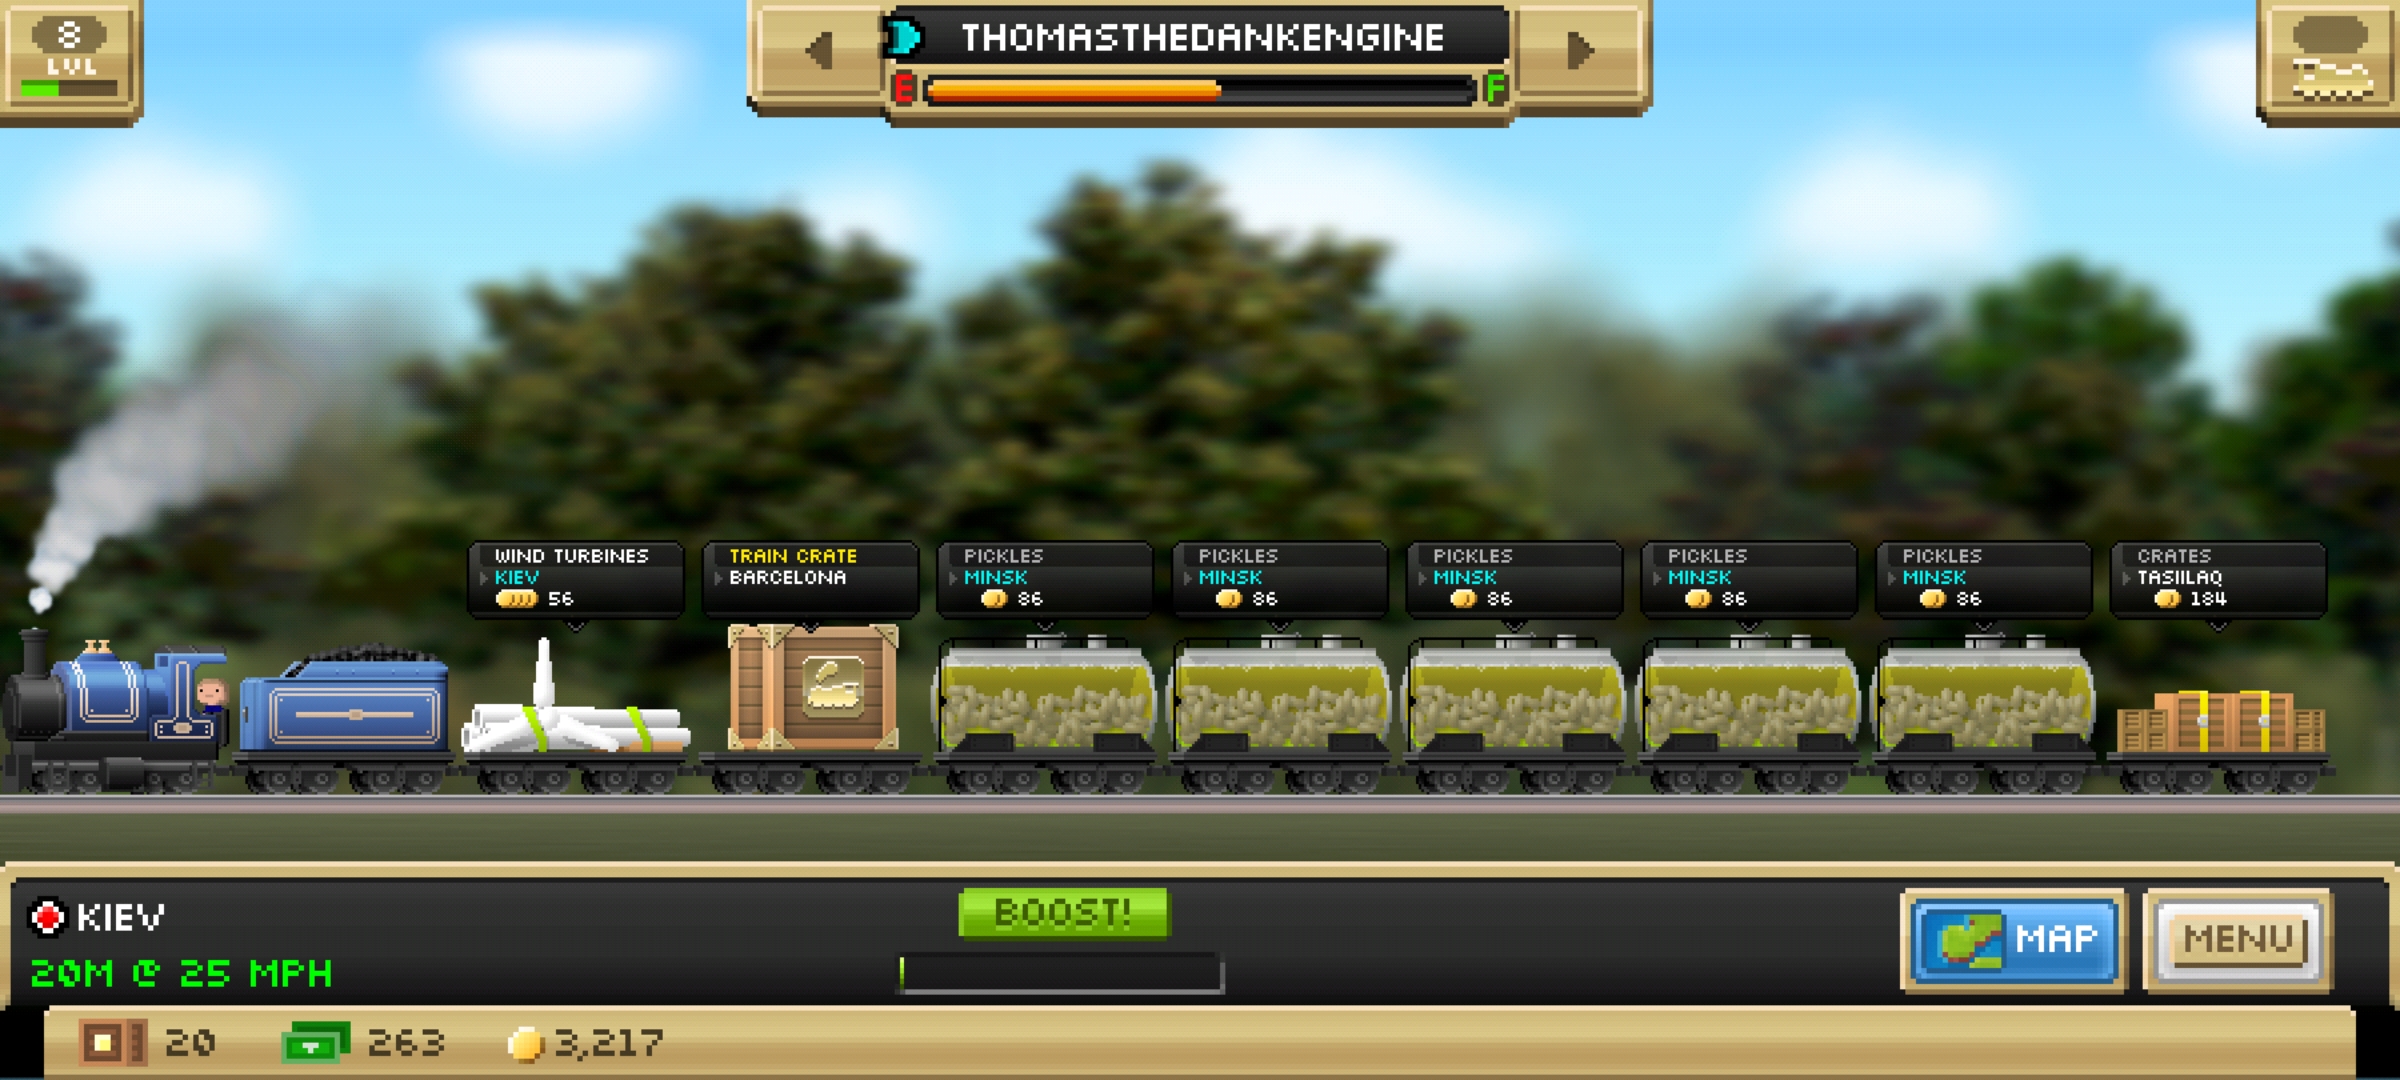 8
LVL
THOMASTHEDANKENGINE
E
F
WIND TURBINES
KIEV
56
TRAIN CRATE
BARCELONA
PICKLES
MINSK
86
PICKLES
MINSK
86
PICKLES
MINSK
86
PICKLES
MINSK
86
PICKLES
MINSK
86
CRATES
TASIILAQ
184
KIEV
20M @ 25 MPH
BOOST!
MAP
MENU
20
263
3,217